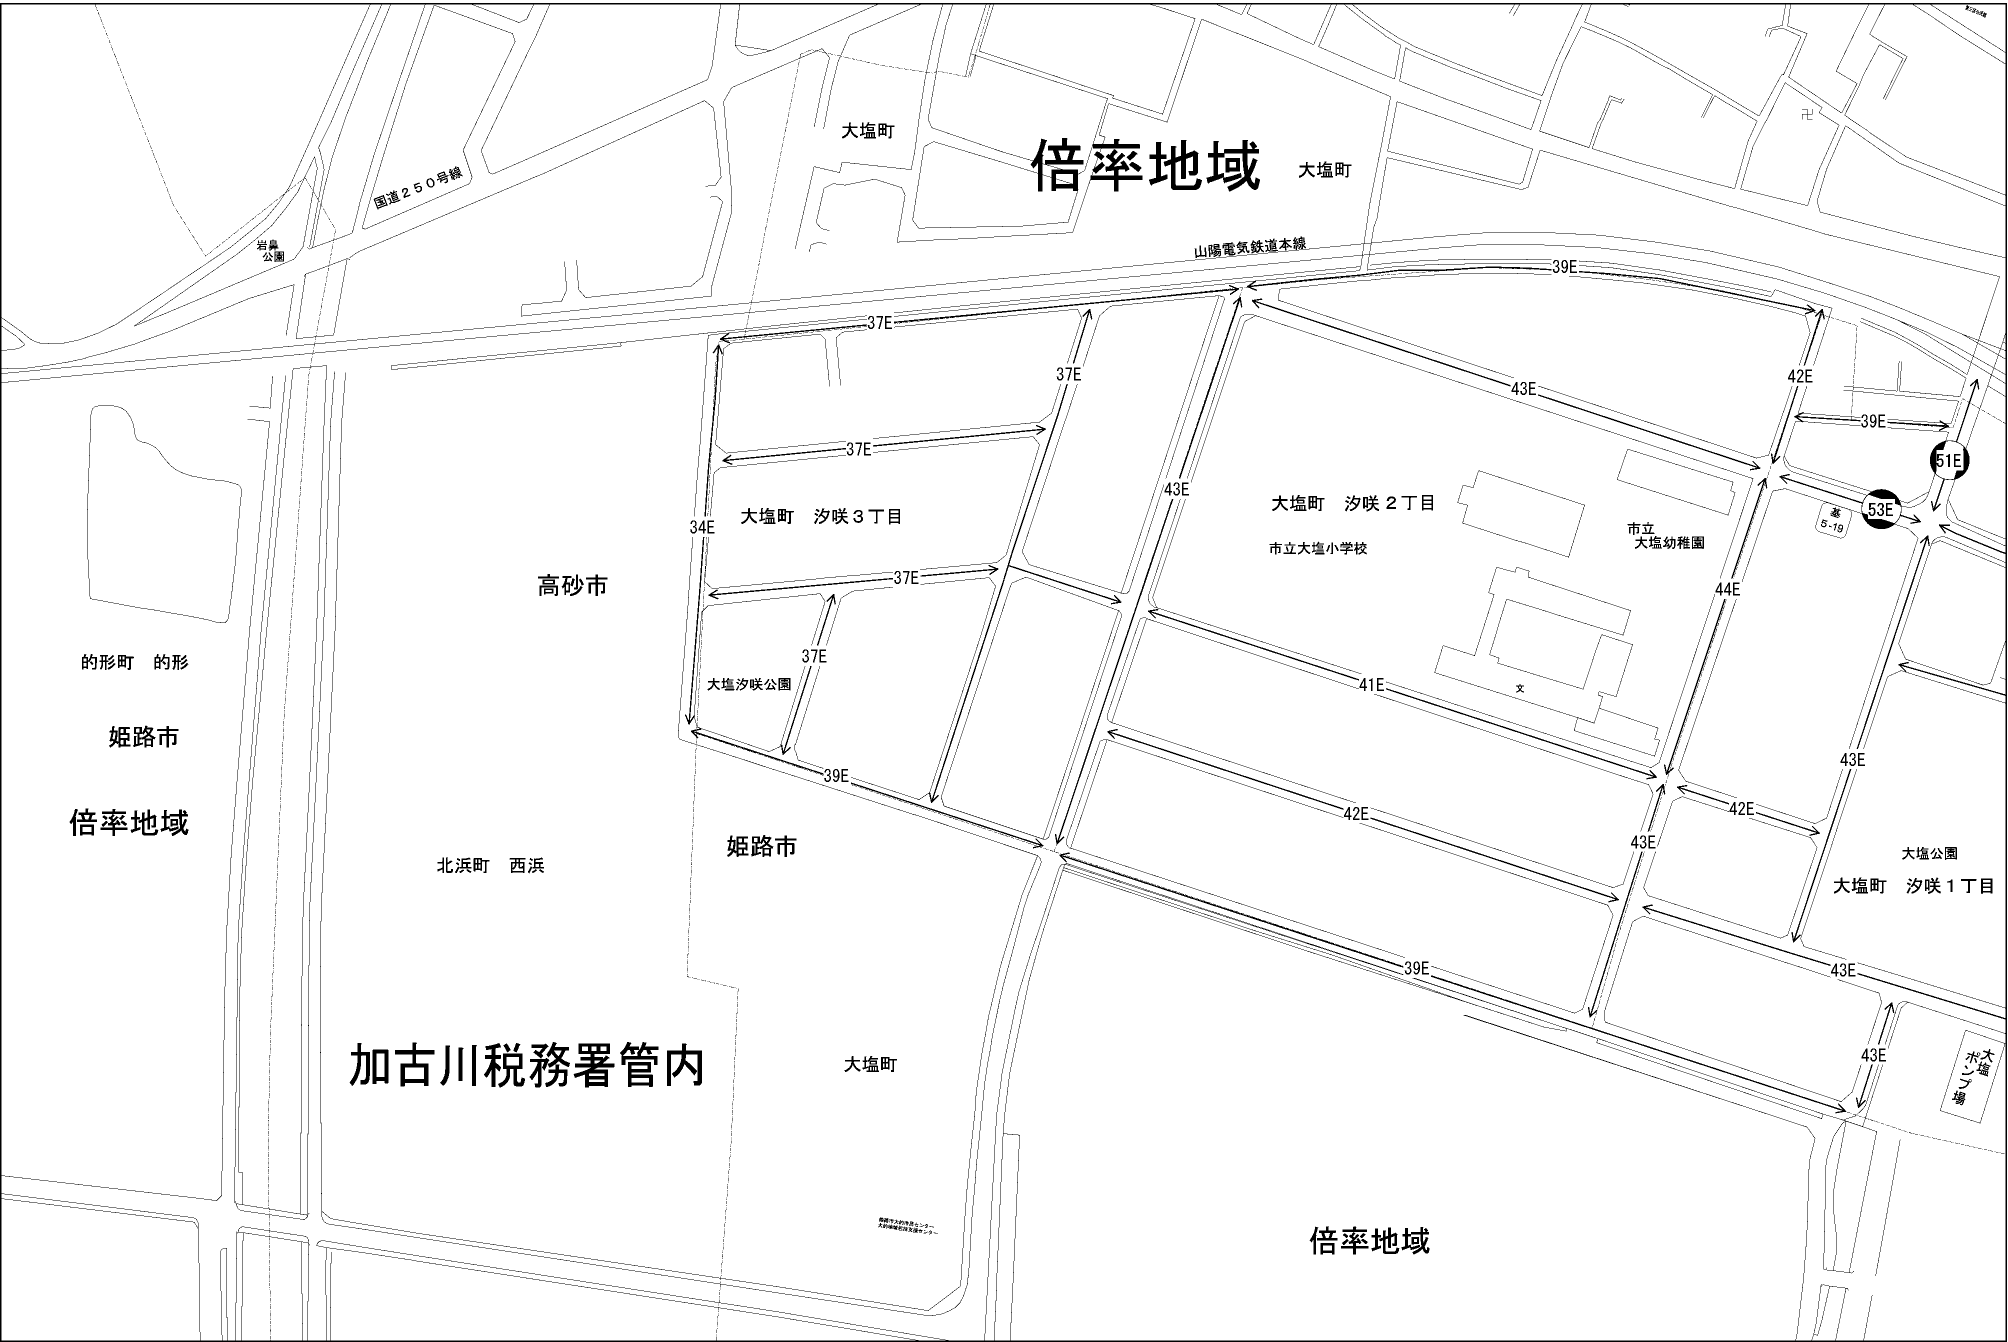 大塩町
倍率地域
大塩町
国道250号線
岩鼻
公園
山陽電気鉄道本線
39E
37E
37E
42E
43E
39E
37E
51E
43E
53E
基
5-19
34E
大塩町 汐咲3丁目
大塩町 汐咲2丁目
市立
大塩幼稚園
市立大塩小学校
高砂市
37E
44E
的形町 的形
37E
大塩汐咲公園
41E
文
姫路市
39E
43E
倍率地域
姫路市
42E
42E
43E
大塩公園
北浜町 西浜
大塩町 汐咲1丁目
39E
43E
加古川税務署管内
大塩町
43E
大塩
ポンプ場
倍率地域